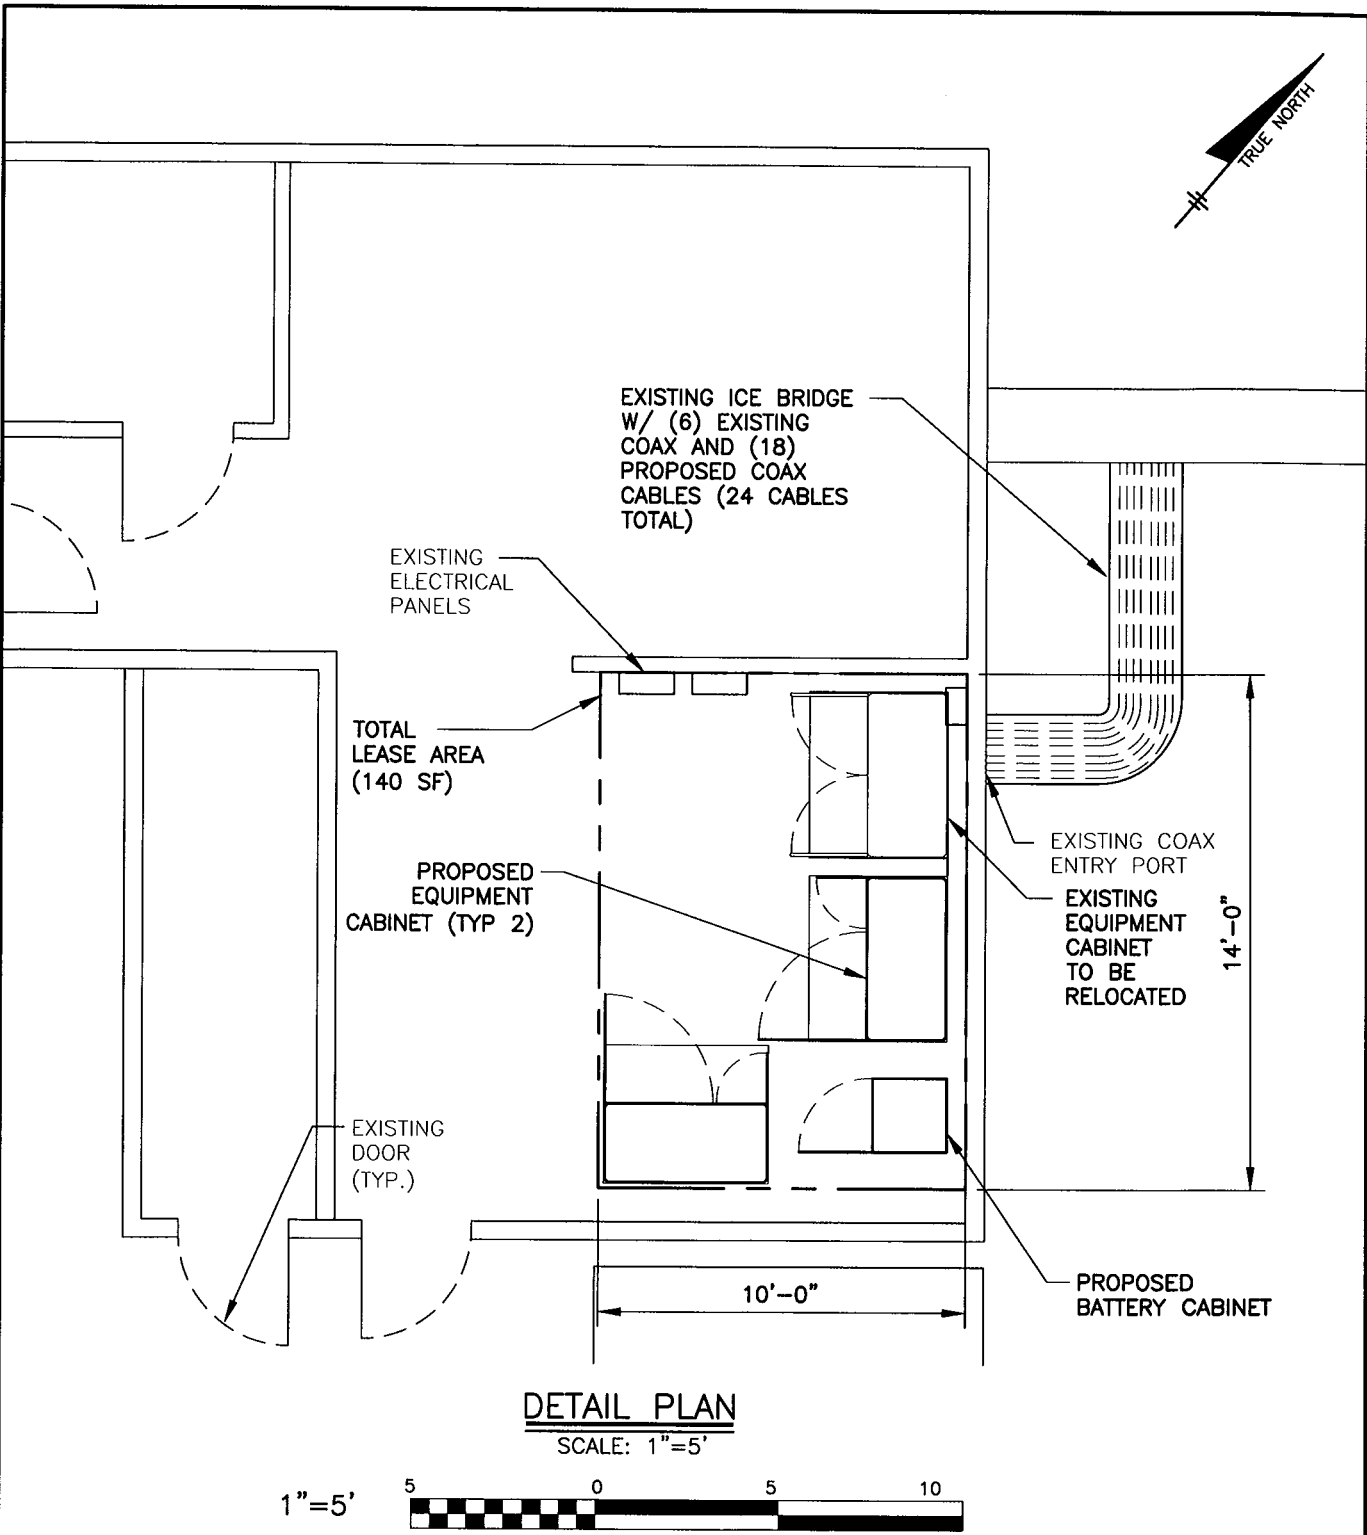 TRUE NORTH
EXISTING ICE BRIDGE
W/ (6) EXISTING
COAX AND (18)
PROPOSED COAX
CABLES (24 CABLES
TOTAL)
EXISTING
ELECTRICAL
PANELS
TOTAL
LEASE AREA
(140 SF)
EXISTING COAX
ENTRY PORT
PROPOSED
EQUIPMENT
CABINET (TYP 2)
EXISTING
EQUIPMENT
CABINET
TO BE
RELOCATED
14'-0"
EXISTING
DOOR
(TYP.)
10'-0"
PROPOSED
BATTERY CABINET
DETAIL PLAN
SCALE: 1"=5'
1"=5'
5 0 5 10